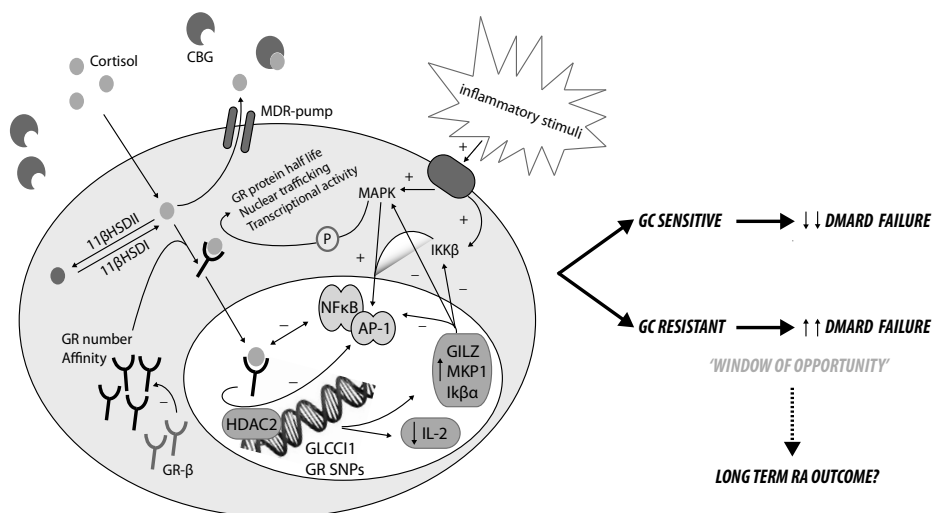 CBG
Cortisol
MDR-pump
inflammatory stimuli
+
GR protein half life
Nuclear trafficking
Transcriptional activity
MAPK
+
+
P
11βHSDII
11βHSDI
+
IKKβ
–
–
GR number
Affinity
–
GR-β
NFκB
AP-1
–
–
–
GILZ
↑ MKP1
Ikβα
HDAC2
GLCCI1
GR SNPs
↓ IL-2
GC SENSITIVE
↓↓ DMARD FAILURE
GC RESISTANT
↑↑ DMARD FAILURE
'WINDOW OF OPPORTUNITY'
LONG TERM RA OUTCOME?